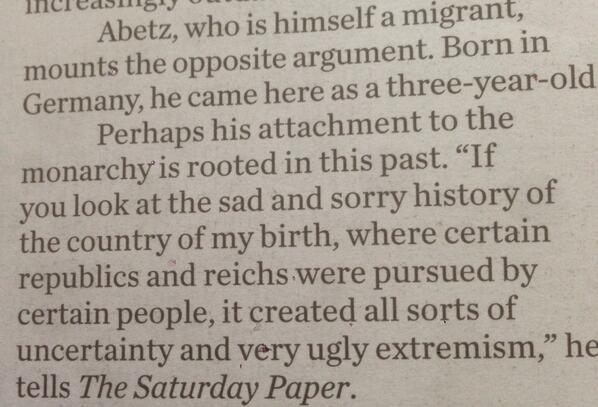 Abetz, who is himself a migrant,
mounts the opposite argument. Born in
Germany, he came here as a three-year-old
Perhaps his attachment to the
monarchy is rooted in this past. “If
you look at the sad and sorry history of
the country of my birth, where certain
republics and reichs were pursued by
certain people, it created all sorts of
uncertainty and very ugly extremism,” he
tells The Saturday Paper.